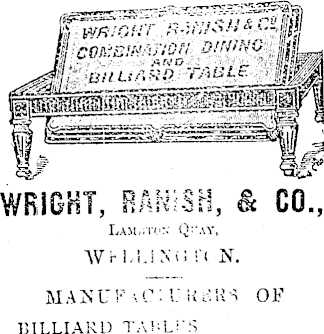 WRIGHT, RANISH & Co
COMBINATION DINING
AND
BILLIARD TABLE
WRIGHT, RANISH, & CO.,
LAMBTON QUAY,
WELLINGTON.
MANUFACTURERS OF
BILLIARD TABLES